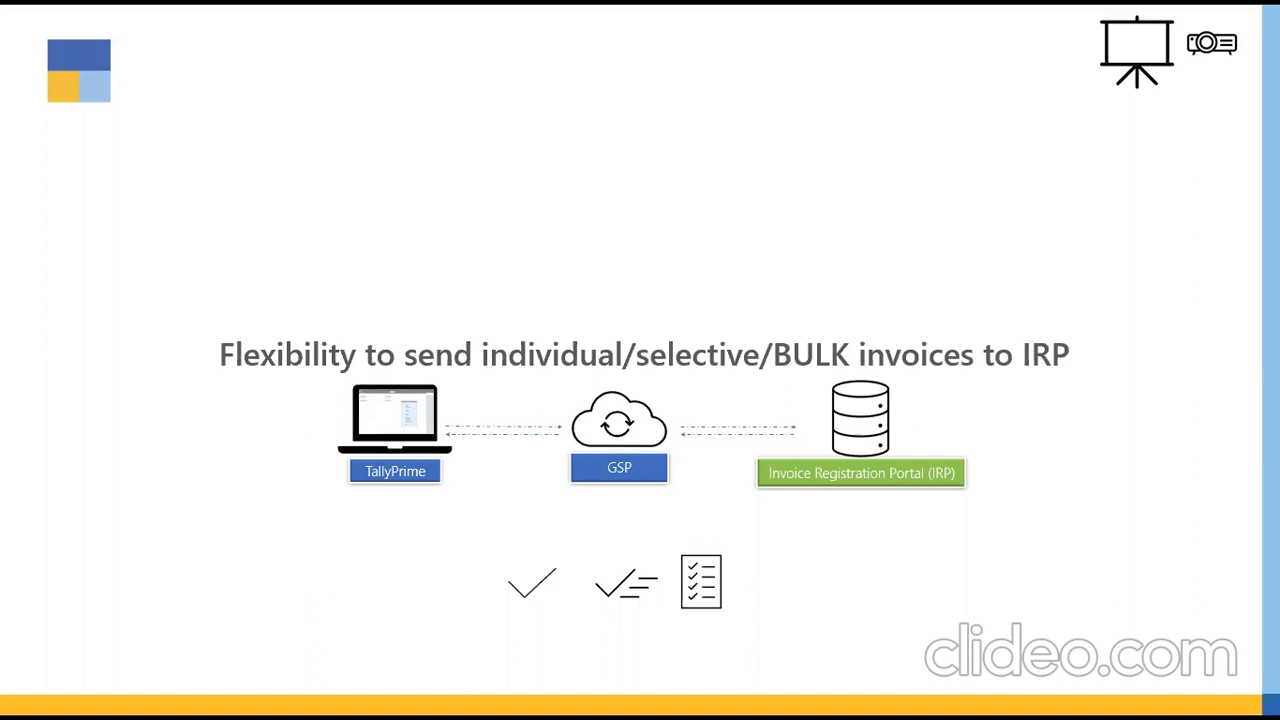 Flexibility to send individual/selective/BULK invoices to IRP
TallyPrime
GSP
Invoice Registration Portal (IRP)
clideo.com